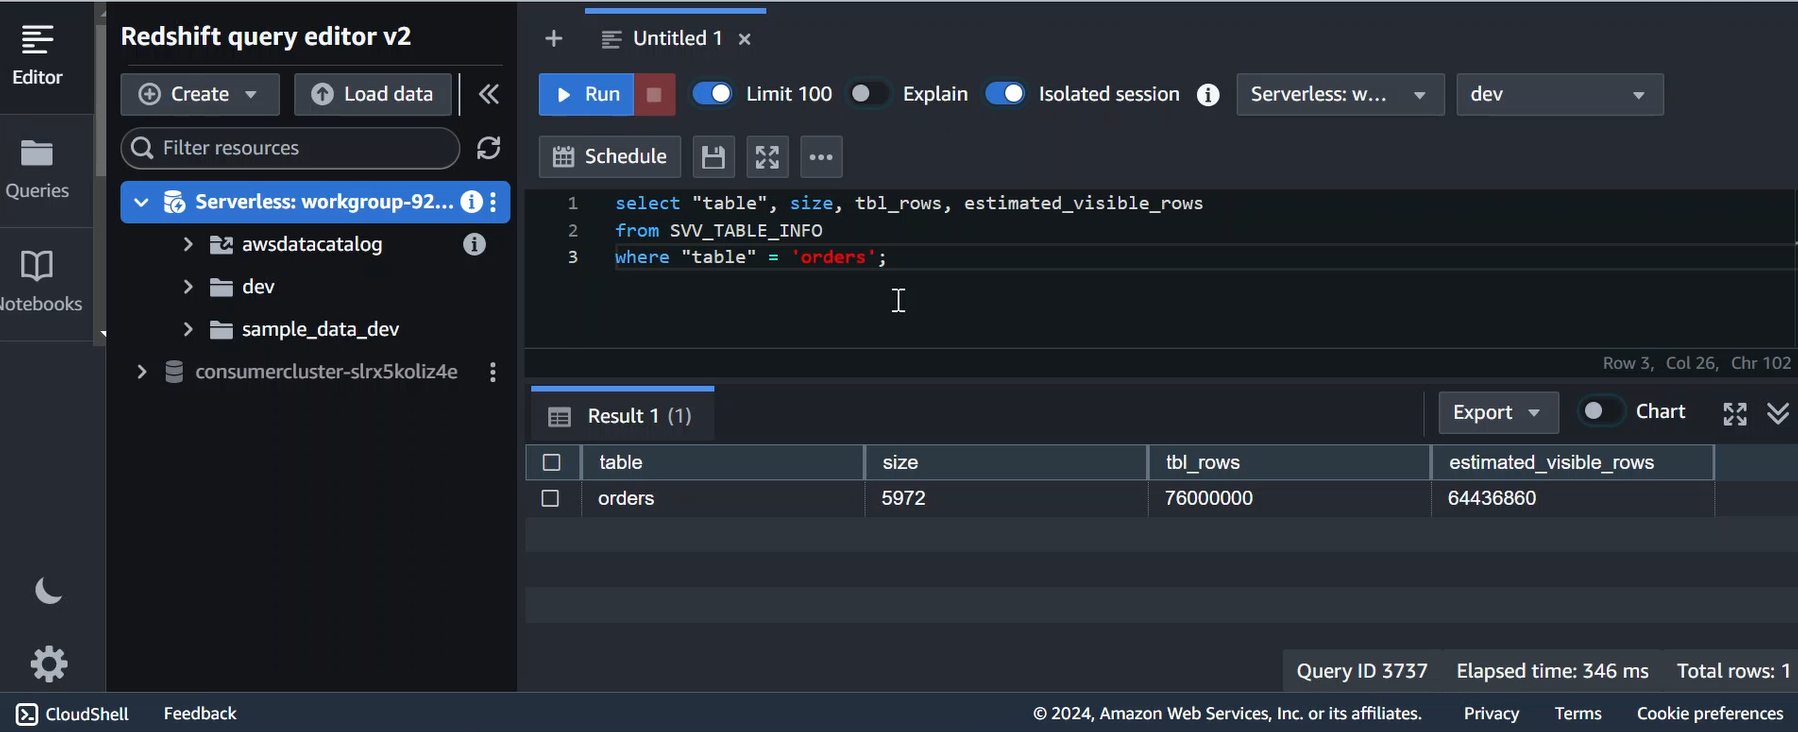 Editor
Queries
Notebooks
Redshift query editor v2
Create
Load data
Filter resources
Serverless: workgroup-92...
awsdatacatalog
dev
sample_data_dev
consumercluster-slrx5koliz4e
Untitled 1
Run
Limit 100
Explain
Isolated session
Serverless: w...
dev
Schedule
1 select "table", size, tbl_rows, estimated_visible_rows
2 from SVV_TABLE_INFO
3 where "table" = 'orders';
Row 3, Col 26, Chr 102
Result 1 (1)
Export
Chart
table size tbl_rows estimated_visible_rows
orders 5972 76000000 64436860
Query ID 3737 Elapsed time: 346 ms Total rows: 1
CloudShell Feedback © 2024, Amazon Web Services, Inc. or its affiliates. Privacy Terms Cookie preferences